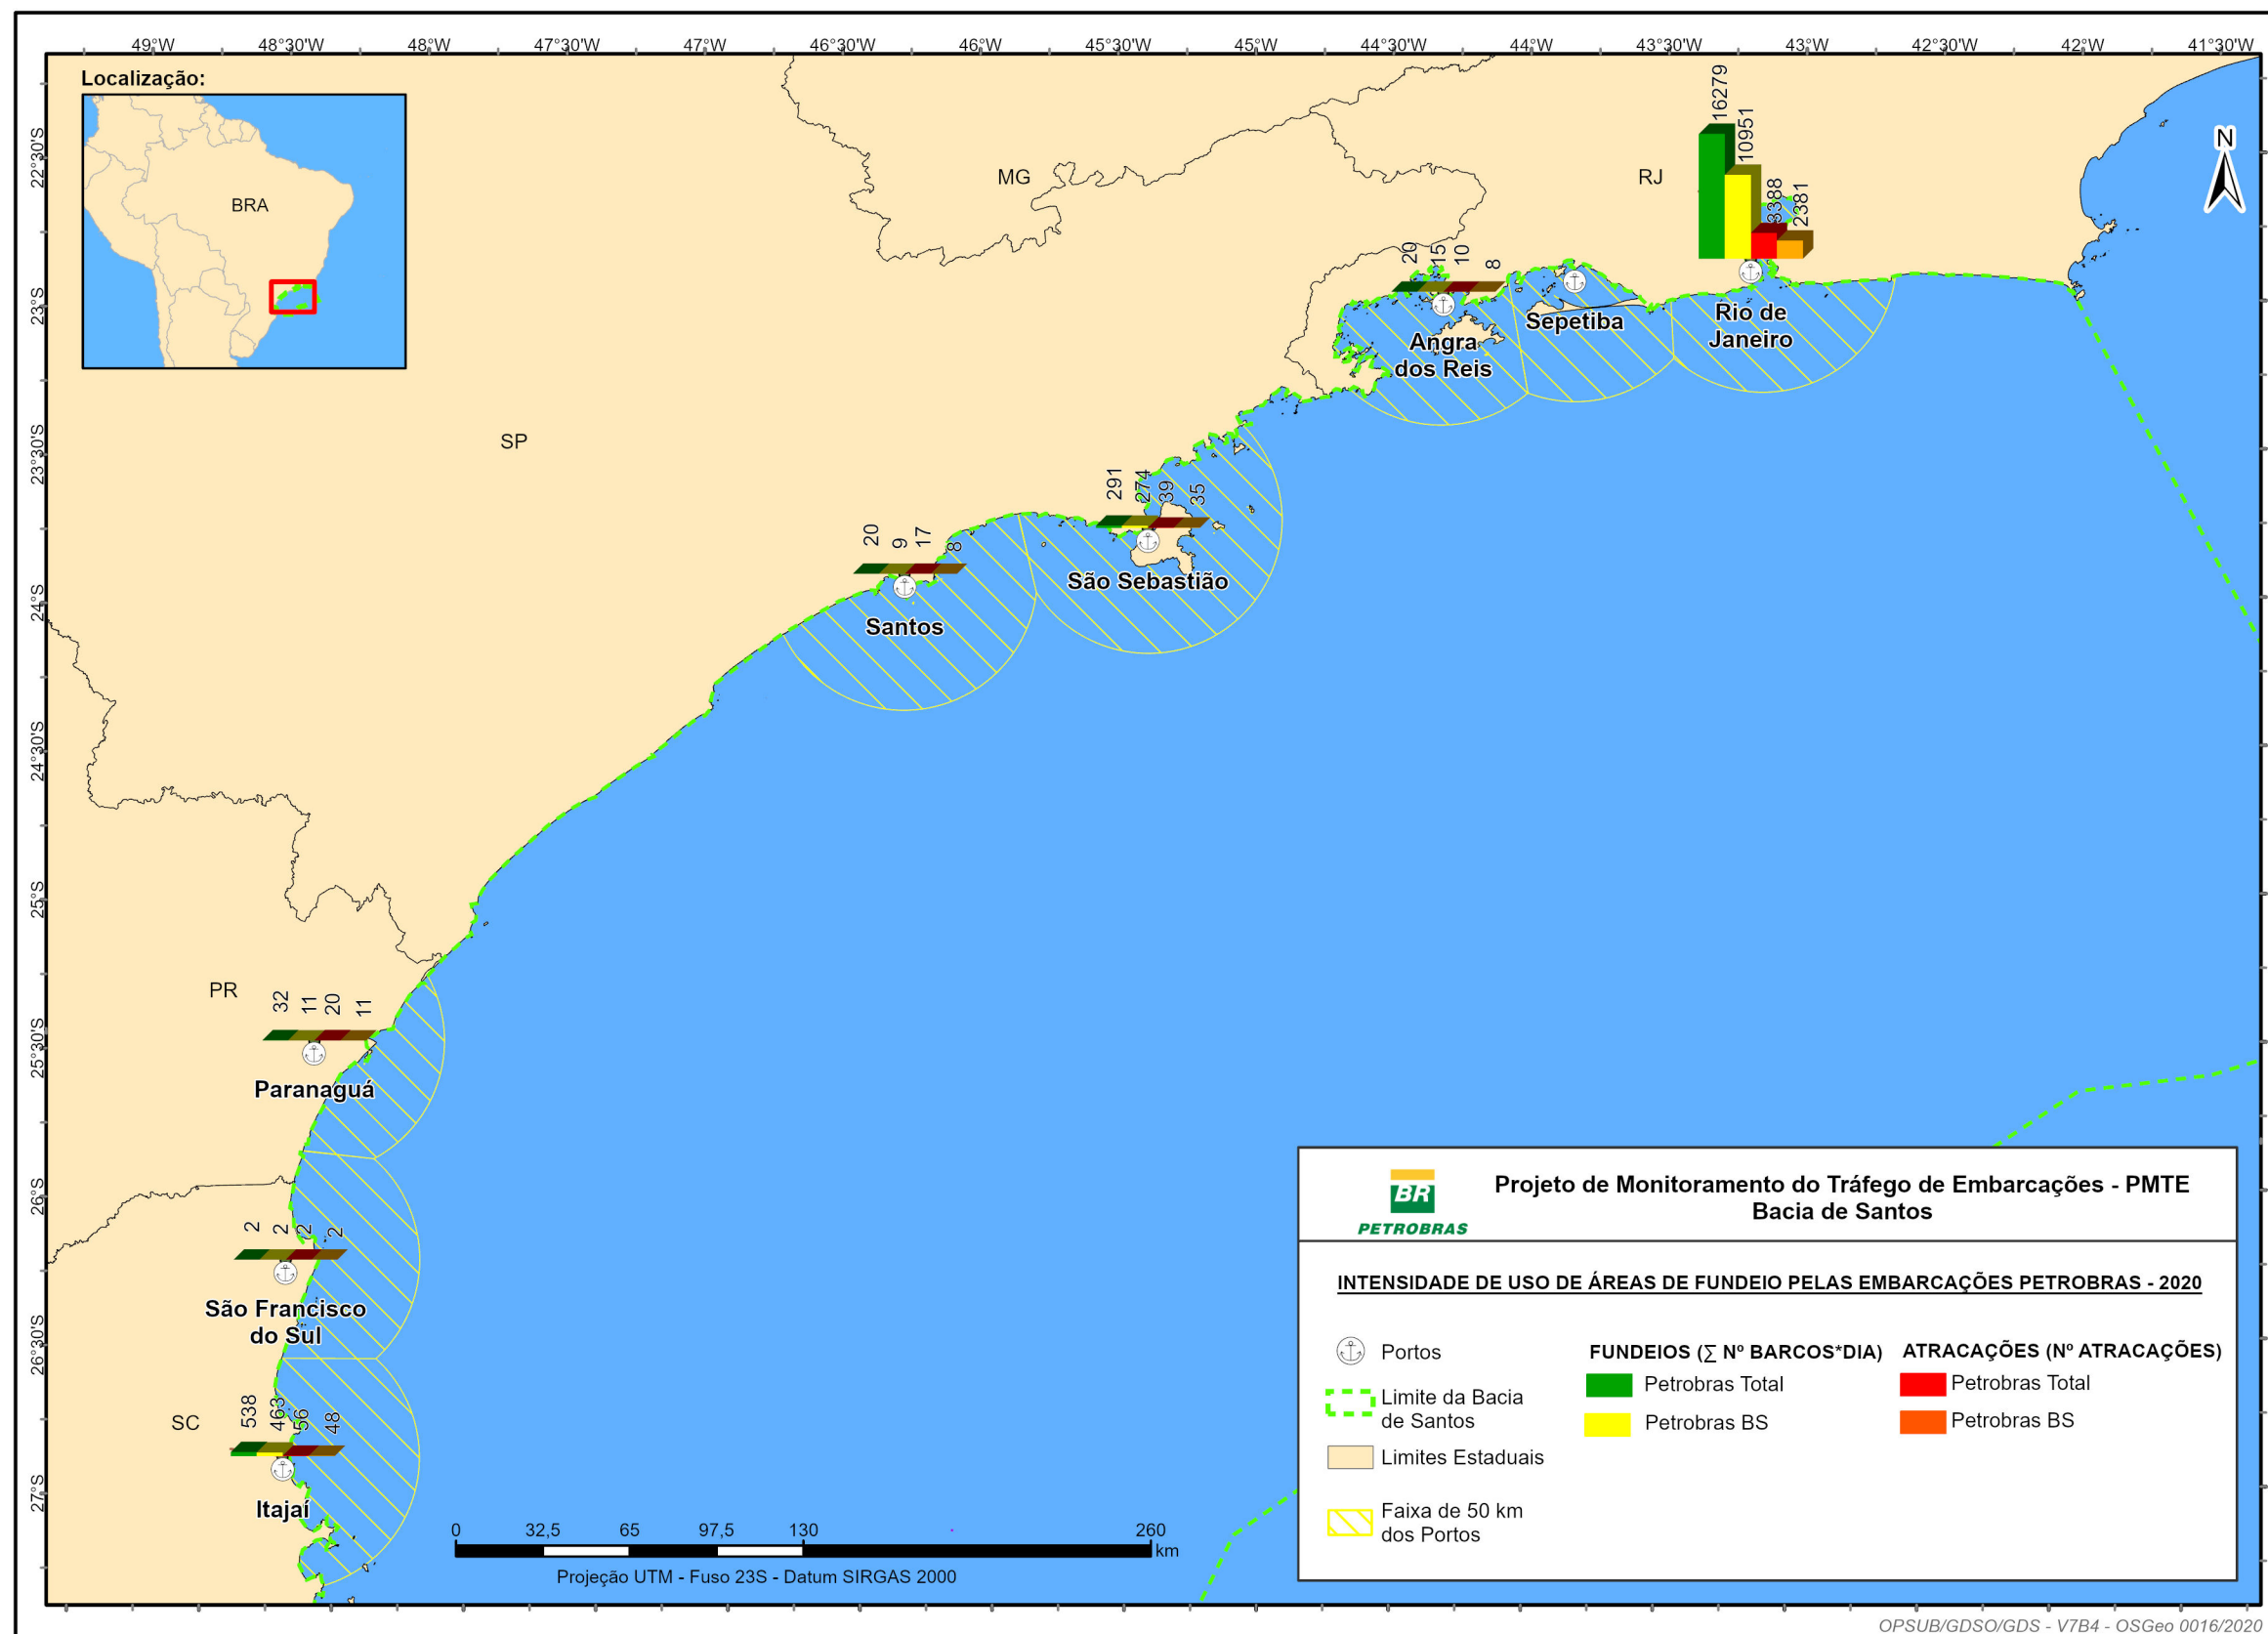 49°W 48°30'W 48°W 47°30'W 47°W 46°30'W 46°W 45°30'W 45°W 44°30'W 44°W 43°30'W 43°W 42°30'W 42°W 41°30'W
Localização:
BRA
N
22°30'S
23°S
23°30'S
24°S
24°30'S
25°S
25°30'S
26°S
26°30'S
27°S
MG
RJ
SP
PR
SC
16279 10951 3388 2381
Rio de
Janeiro
Sepetiba
20 15 10 8
Angra
dos Reis
291 274 39 35
São Sebastião
20 9 17 8
Santos
32 11 20 11
Paranaguá
2 2 2 2
São Francisco
do Sul
538 463 56 48
Itajaí
0 32,5 65 97,5 130 260
km
Projeção UTM - Fuso 23S - Datum SIRGAS 2000
BR
PETROBRAS
Projeto de Monitoramento do Tráfego de Embarcações - PMTE
Bacia de Santos
INTENSIDADE DE USO DE ÁREAS DE FUNDEIO PELAS EMBARCAÇÕES PETROBRAS - 2020
Portos
Limite da Bacia
de Santos
Limites Estaduais
Faixa de 50 km
dos Portos
FUNDEIOS (∑ Nº BARCOS*DIA)
Petrobras Total
Petrobras BS
ATRACAÇÕES (Nº ATRACAÇÕES)
Petrobras Total
Petrobras BS
OPSUB/GDSO/GDS - V7B4 - OSGeo 0016/2020